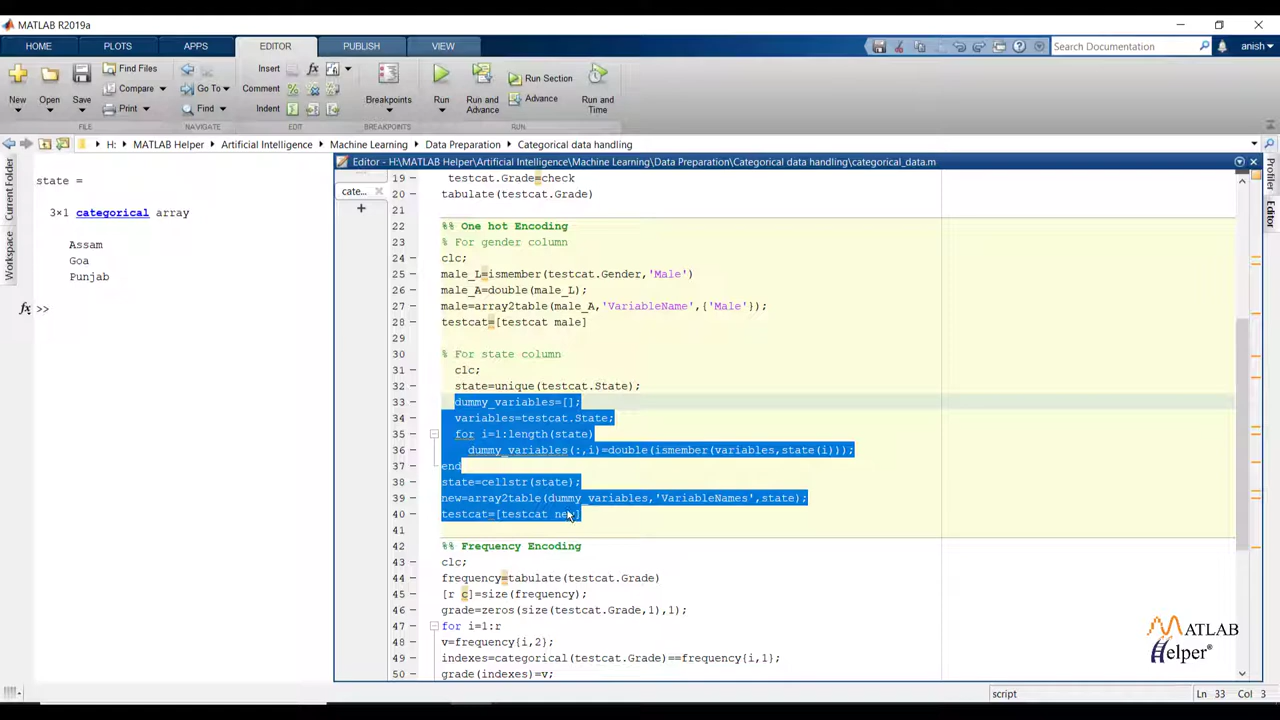 MATLAB R2019a
HOME PLOTS APPS EDITOR PUBLISH VIEW Search Documentation anish
New Open Save Find Files Compare Print Go To Find Insert Comment Indent fx Breakpoints Run Run and Advance Run Section Advance Run and Time
FILE NAVIGATE EDIT BREAKPOINTS RUN
H: MATLAB Helper Artificial Intelligence Machine Learning Data Preparation Categorical data handling
Current Folder
Workspace
state =
3×1 categorical array
Assam
Goa
Punjab
fx >>
Editor - H:\MATLAB Helper\Artificial Intelligence\Machine Learning\Data Preparation\Categorical data handling\categorical_data.m
cate...
Profiler
Editor
19 testcat.Grade=check
20 tabulate(testcat.Grade)
21
22 %% One hot Encoding
23 % For gender column
24 clc;
25 male_L=ismember(testcat.Gender,'Male')
26 male_A=double(male_L);
27 male=array2table(male_A,'VariableName',{'Male'});
28 testcat=[testcat male]
29
30 % For state column
31 clc;
32 state=unique(testcat.State);
33 dummy_variables=[];
34 variables=testcat.State;
35 for i=1:length(state)
36 dummy_variables(:,i)=double(ismember(variables,state(i)));
37 end
38 state=cellstr(state);
39 new=array2table(dummy_variables,'VariableNames',state);
40 testcat=[testcat new]
41
42 %% Frequency Encoding
43 clc;
44 frequency=tabulate(testcat.Grade)
45 [r c]=size(frequency);
46 grade=zeros(size(testcat.Grade,1),1);
47 for i=1:r
48 v=frequency{i,2};
49 indexes=categorical(testcat.Grade)==frequency{i,1};
50 grade(indexes)=v;
MATLAB
Helper®
script Ln 33 Col 3